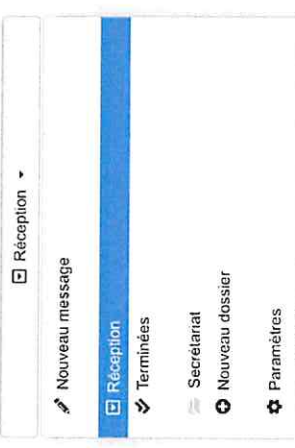 Réception
Nouveau message
Réception
Terminées
Secrétariat
Nouveau dossier
Paramètres